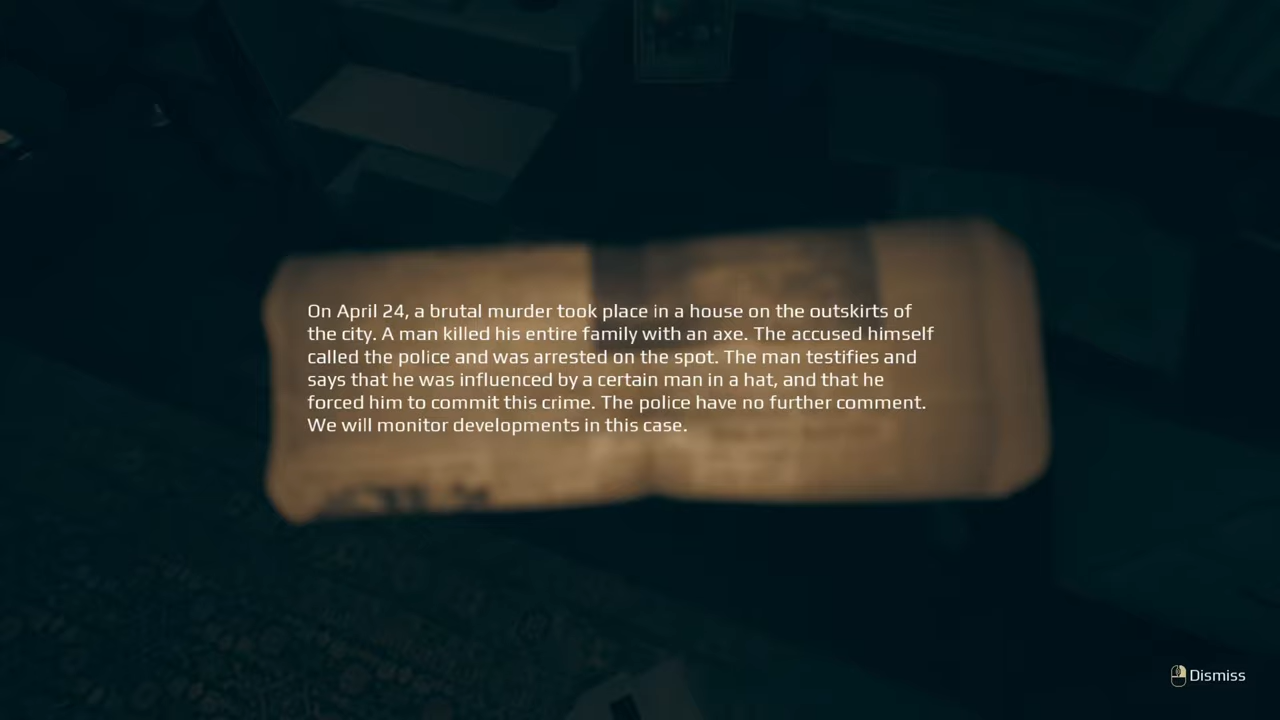 On April 24, a brutal murder took place in a house on the outskirts of
the city. A man killed his entire family with an axe. The accused himself
called the police and was arrested on the spot. The man testifies and
says that he was influenced by a certain man in a hat, and that he
forced him to commit this crime. The police have no further comment.
We will monitor developments in this case.
Dismiss